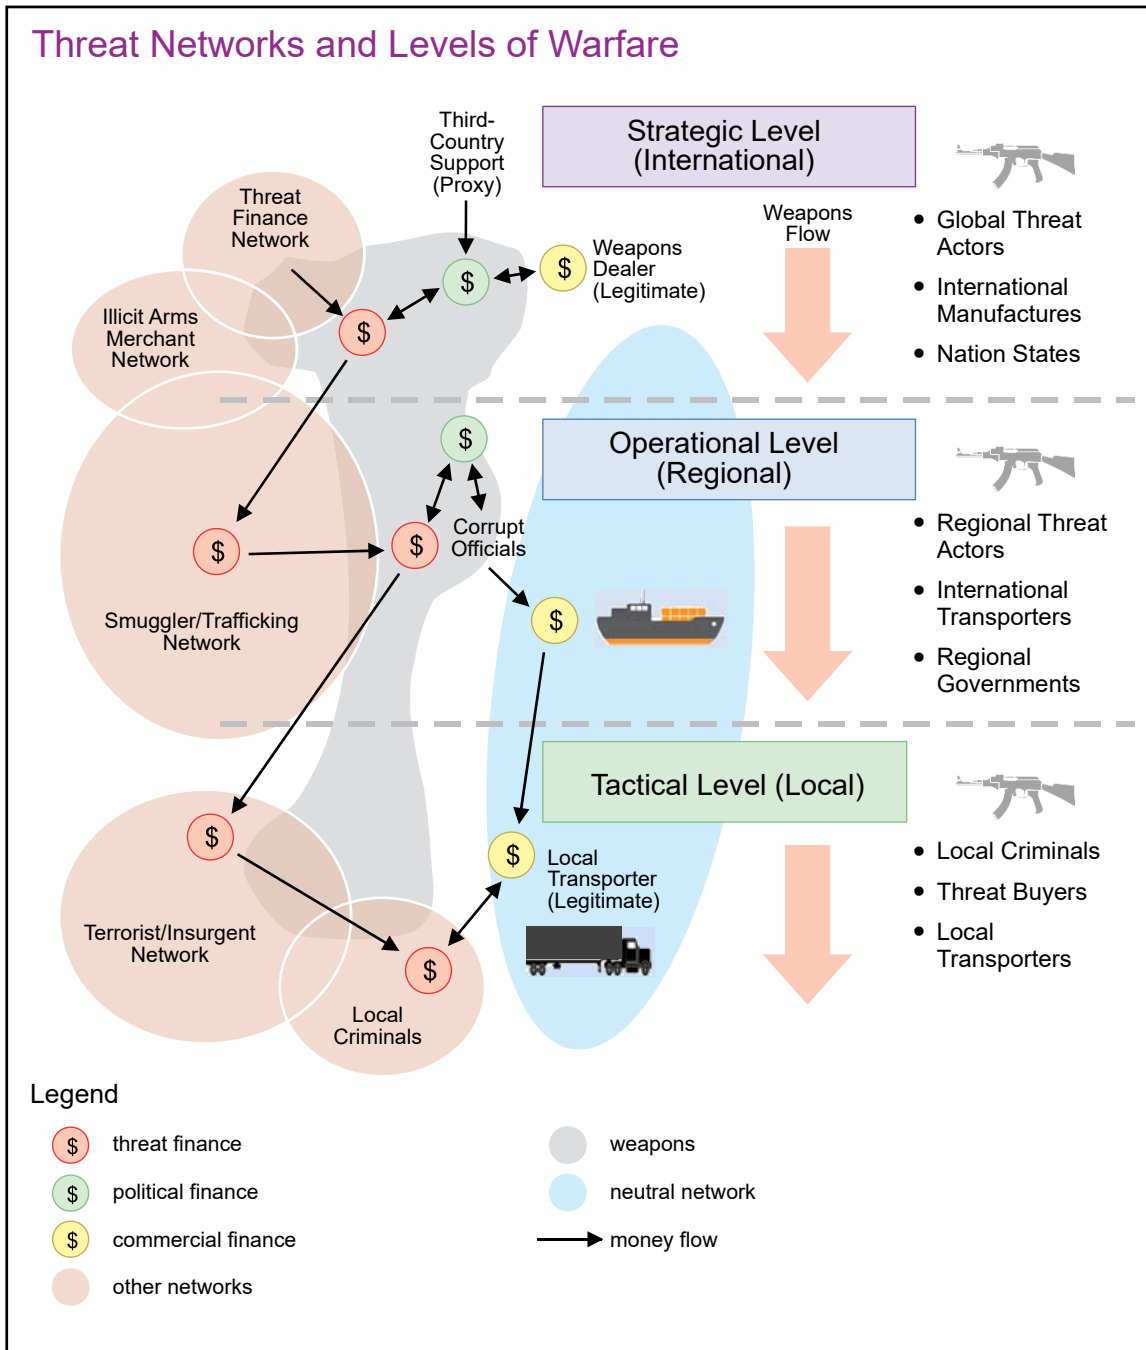 Threat Networks and Levels of Warfare
Third-
Country
Support
(Proxy)
Strategic Level
(International)
Threat
Finance
Network
Weapons
Flow
• Global Threat
Actors
• International
Manufactures
• Nation States
$
$
Weapons
Dealer
(Legitimate)
Illicit Arms
Merchant
Network
$
$
Operational Level
(Regional)
$
$
Corrupt
Officials
• Regional Threat
Actors
• International
Transporters
• Regional
Governments
Smuggler/Trafficking
Network
$
Tactical Level (Local)
$
$
Local
Transporter
(Legitimate)
• Local Criminals
• Threat Buyers
• Local
Transporters
Terrorist/Insurgent
Network
$
Local
Criminals
Legend
$ threat finance
$ political finance
$ commercial finance
other networks
weapons
neutral network
money flow